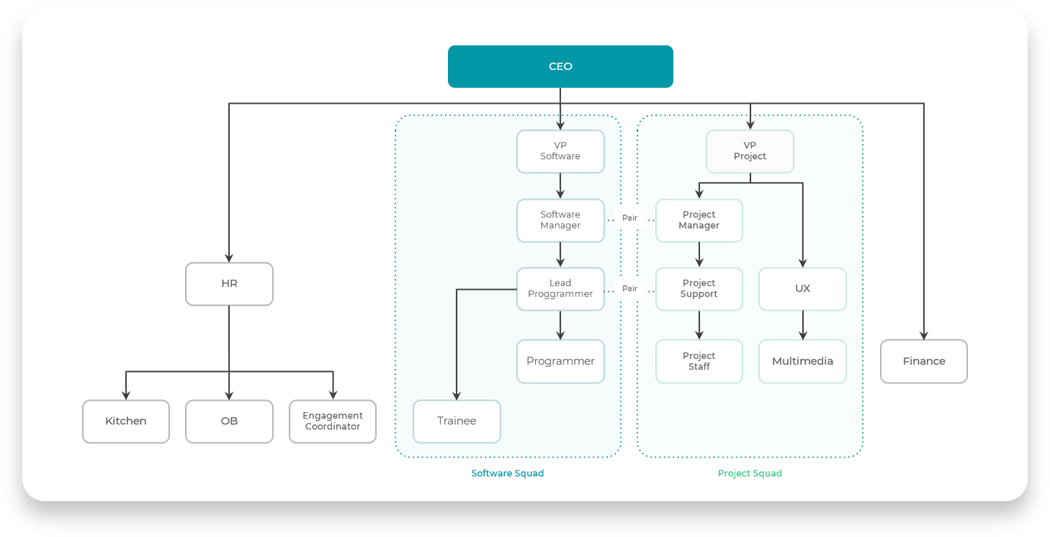 CEO
VP
Software
VP
Project
Software
Manager
Pair
Project
Manager
HR
Lead
Proggrammer
Pair
Project
Support
UX
Programmer
Project
Staff
Multimedia
Finance
Kitchen
OB
Engagement
Coordinator
Trainee
Software Squad
Project Squad